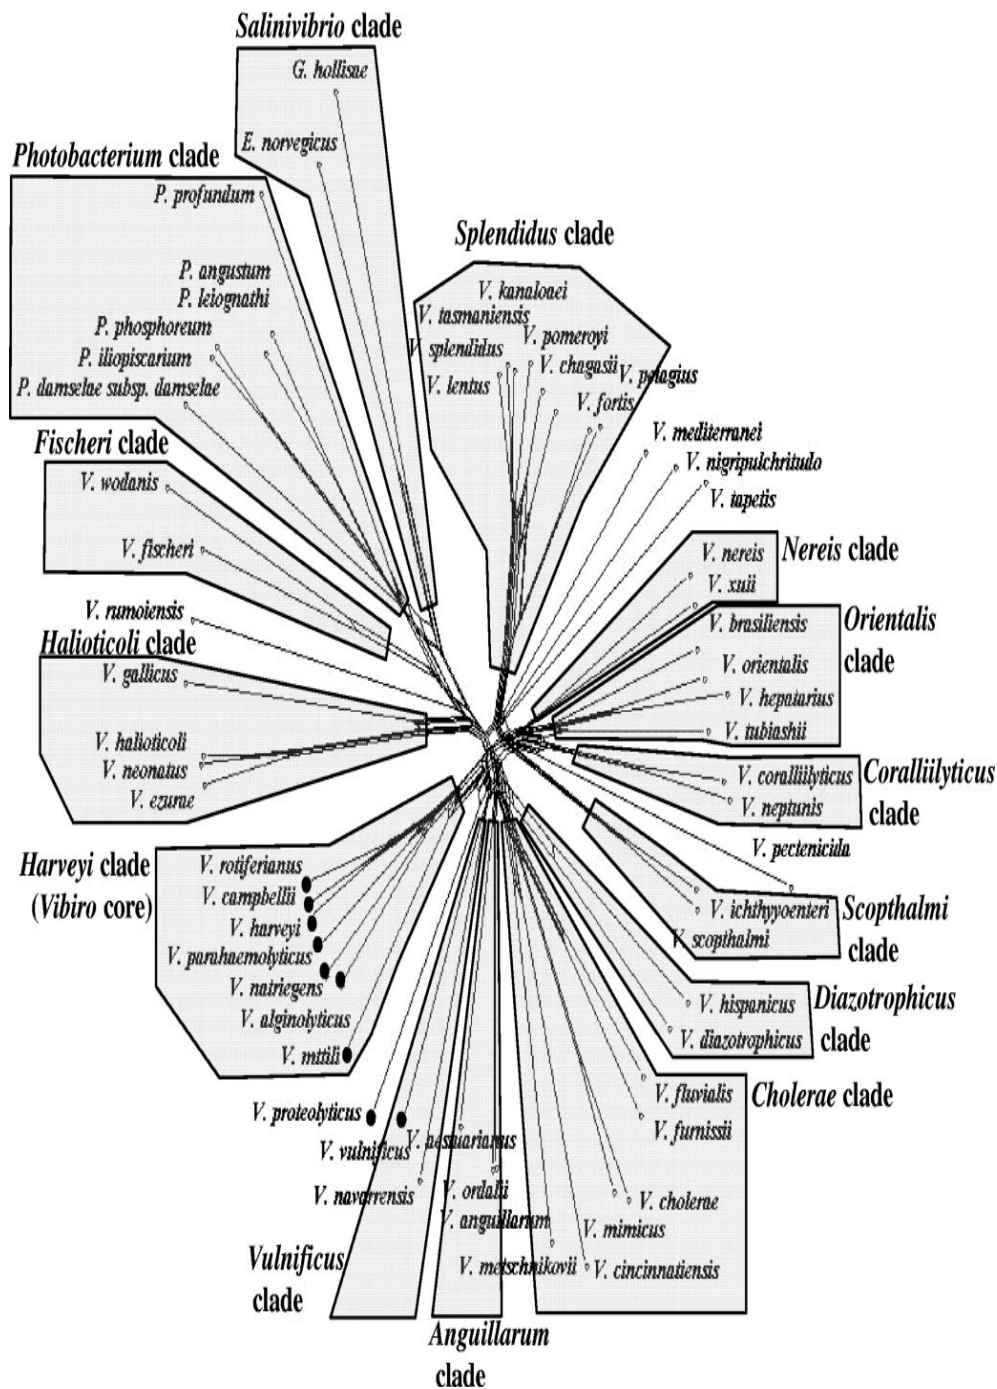 Salinivibrio clade
G. hollisae
E. norvegicus
Photobacterium clade
P. profundum
P. angustum
P. leiognathi
P. phosphoreum
P. iliopiscarium
P. damselae subsp. damselae
Splendidus clade
V. kanaloaei
V. tasmaniensis
V. pomeroyi
V splendidus
V. chagasii
V. pelagius
V. lentus
V. fortis
V. mediterranei
V. nigripulchritudo
V. tapetis
Fischeri clade
V. wodanis
V. fischeri
V. rumoiensis
Nereis clade
V. nereis
V. xuii
Orientalis
clade
V. brasiliensis
V. orientalis
V. hepatarius
V. tubiashii
Halioticoli clade
V. gallicus
V. halioticoli
V. neonatus
V. ezurae
Coralliilyticus
clade
V. coralliilyticus
V. neptunis
V. pectenicida
Harveyi clade
(Vibiro core)
V. rotiferianus
V. campbellii
V. harveyi
V. parahaemolyticus
V. natriegens
V. alginolyticus
V. mttili
Scopthalmi
clade
V. ichthyyoenteri
V. scopthalmi
Diazotrophicus
clade
V. hispanicus
V. diazotrophicus
Cholerae clade
V. fluvialis
V. furnissii
V. cholerae
V. mimicus
V. cincinnatiensis
V. metschnikovii
V. proteolyticus
V. vulnificus
V. navarrensis
Vulnificus
clade
V. aestuarianus
V. ordalii
V. anguillarum
Anguillarum
clade